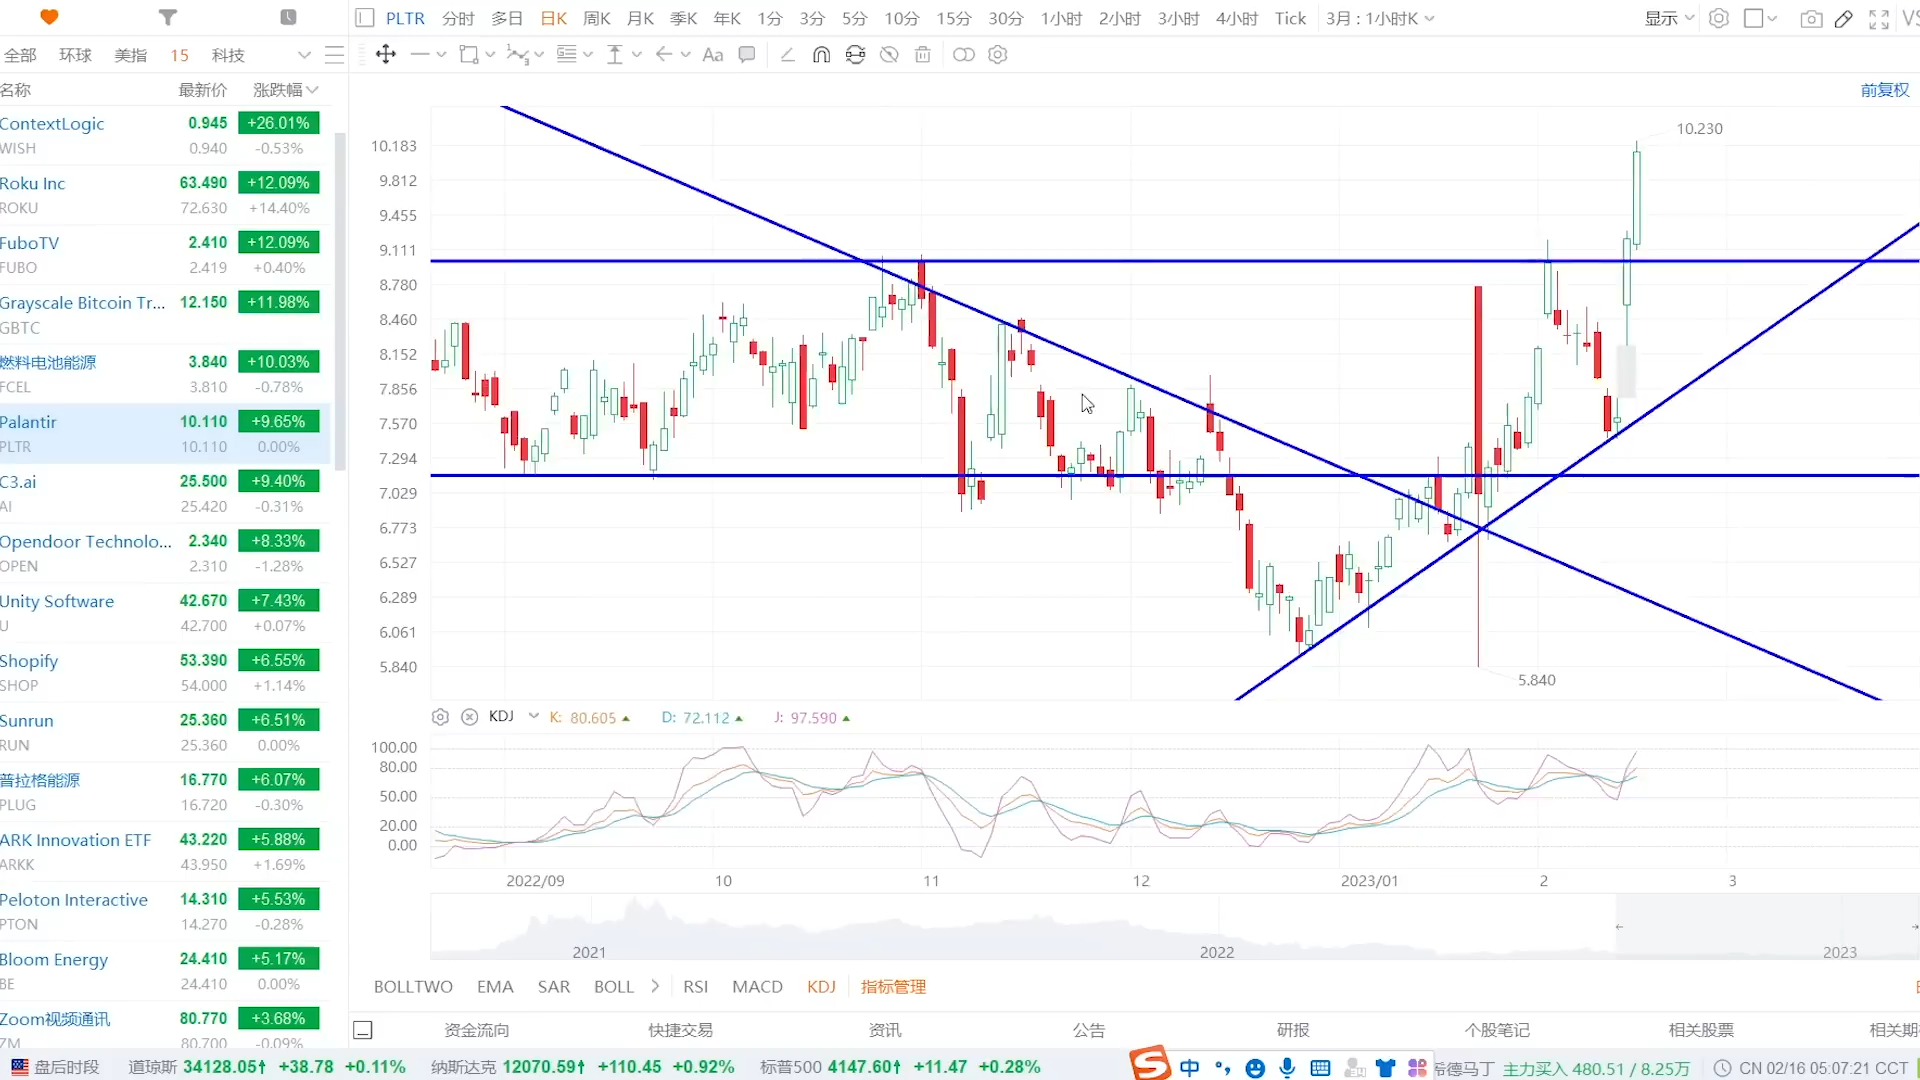 PLTR 分时 多日 日K 周K 月K 季K 年K 1分 3分 5分 10分 15分 30分 1小时 2小时 3小时 4小时 Tick 3月 : 1小时K 显示 VS
全部 环球 美指 15 科技
Aa
名称 最新价 涨跌幅
前复权
ContextLogic 0.945 +26.01%
WISH 0.940 -0.53%
Roku Inc 63.490 +12.09%
ROKU 72.630 +14.40%
FuboTV 2.410 +12.09%
FUBO 2.419 +0.40%
Grayscale Bitcoin Tr... 12.150 +11.98%
GBTC
燃料电池能源 3.840 +10.03%
FCEL 3.810 -0.78%
Palantir 10.110 +9.65%
PLTR 10.110 0.00%
C3.ai 25.500 +9.40%
AI 25.420 -0.31%
Opendoor Technolo... 2.340 +8.33%
OPEN 2.310 -1.28%
Unity Software 42.670 +7.43%
U 42.700 +0.07%
Shopify 53.390 +6.55%
SHOP 54.000 +1.14%
Sunrun 25.360 +6.51%
RUN 25.360 0.00%
普拉格能源 16.770 +6.07%
PLUG 16.720 -0.30%
ARK Innovation ETF 43.220 +5.88%
ARKK 43.950 +1.69%
Peloton Interactive 14.310 +5.53%
PTON 14.270 -0.28%
Bloom Energy 24.410 +5.17%
BE 24.410 0.00%
Zoom视频通讯 80.770 +3.68%
ZM 80.700 -0.09%
10.230
10.183
9.812
9.455
9.111
8.780
8.460
8.152
7.856
7.570
7.294
7.029
6.773
6.527
6.289
6.061
5.840
5.840
KDJ K: 80.605 D: 72.112 J: 97.590
100.00
80.00
50.00
20.00
0.00
2022/09 10 11 12 2023/01 2 3
2021 2022 2023
BOLLTWO EMA SAR BOLL RSI MACD KDJ 指标管理
资金流向 快捷交易 资讯 公告 研报 个股笔记 相关股票 相关期
盘后时段 道琼斯 34128.05↑ +38.78 +0.11% 纳斯达克 12070.59↑ +110.45 +0.92% 标普500 4147.60↑ +11.47 +0.28% 中 希德马丁 主力买入 480.51 / 8.25万 CN 02/16 05:07:21 CCT